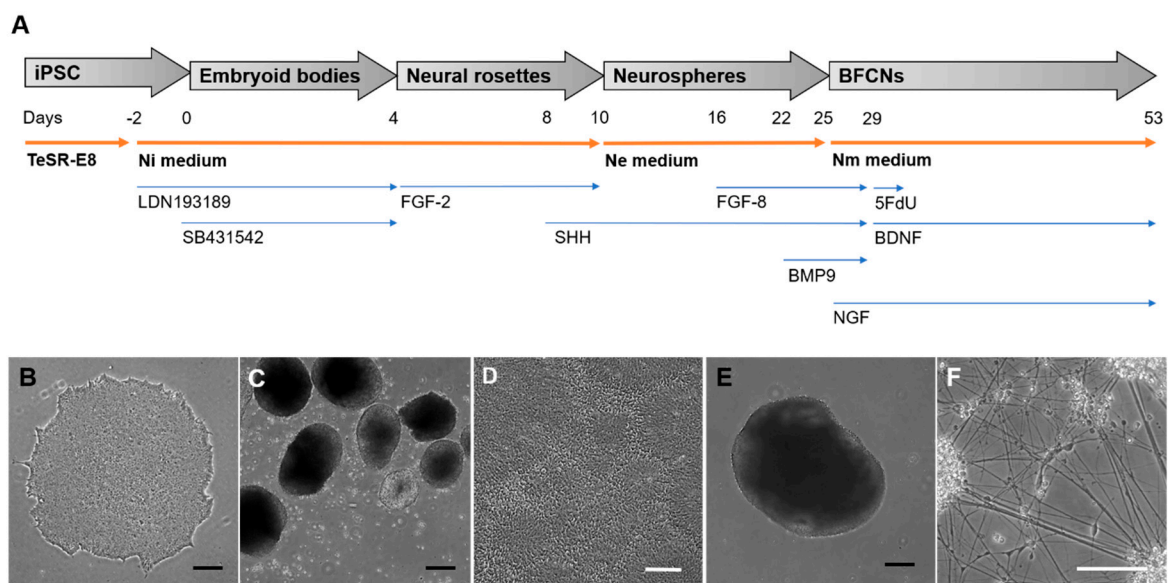 A
iPSC Embryoid bodies Neural rosettes Neurospheres BFCNs
Days -2 0 4 8 10 16 22 25 29 53
TeSR-E8 Ni medium Ne medium Nm medium
LDN193189 FGF-2 FGF-8 5FdU
SB431542 SHH BDNF
BMP9
NGF
B C D E F